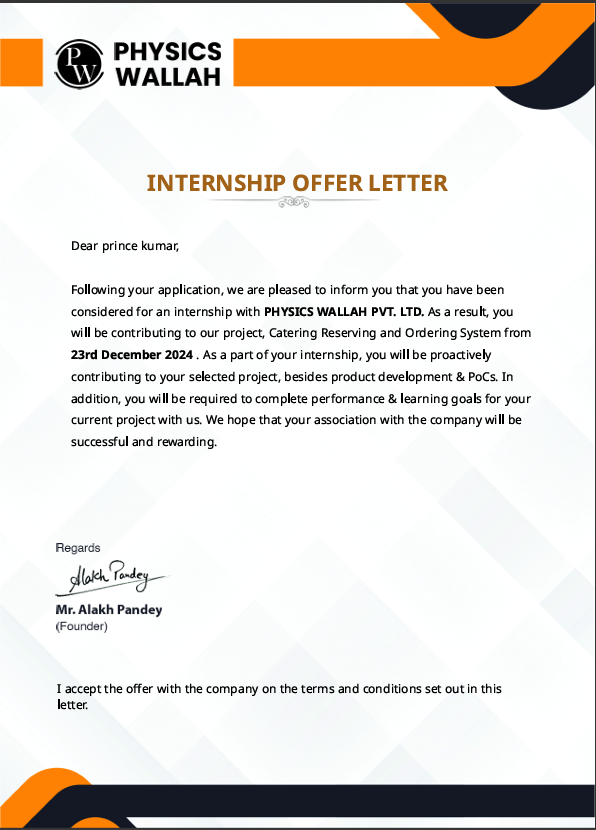 PW
PHYSICS
WALLAH
INTERNSHIP OFFER LETTER
Dear prince kumar,
Following your application, we are pleased to inform you that you have been
considered for an internship with PHYSICS WALLAH PVT. LTD. As a result, you
will be contributing to our project, Catering Reserving and Ordering System from
23rd December 2024 . As a part of your internship, you will be proactively
contributing to your selected project, besides product development & PoCs. In
addition, you will be required to complete performance & learning goals for your
current project with us. We hope that your association with the company will be
successful and rewarding.
Regards
Alakh Pandey
Mr. Alakh Pandey
(Founder)
I accept the offer with the company on the terms and conditions set out in this
letter.